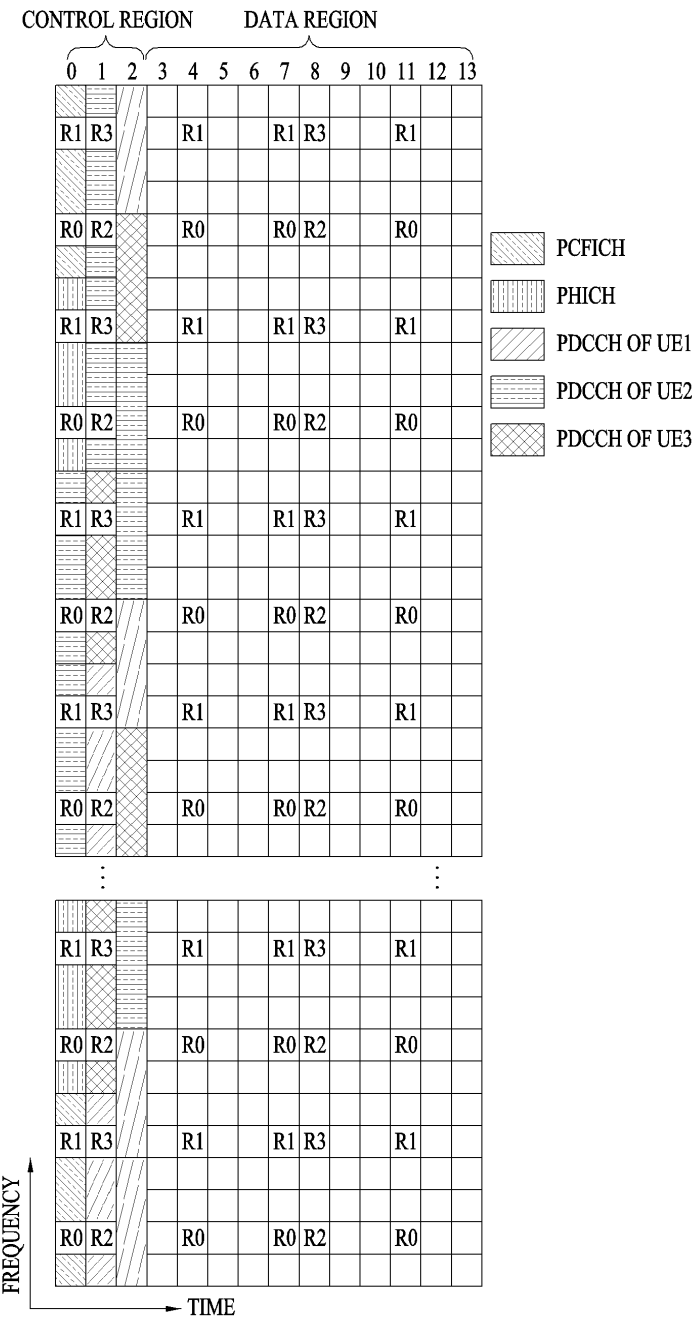 CONTROL REGION DATA REGION
0 1 2 3 4 5 6 7 8 9 10 11 12 13
R1 R3 R1 R1 R3 R1
R0 R2 R0 R0 R2 R0
PCFICH
PHICH
R1 R3 R1 R1 R3 R1
PDCCH OF UE1
PDCCH OF UE2
R0 R2 R0 R0 R2 R0
PDCCH OF UE3
R1 R3 R1 R1 R3 R1
R0 R2 R0 R0 R2 R0
R1 R3 R1 R1 R3 R1
R0 R2 R0 R0 R2 R0
R1 R3 R1 R1 R3 R1
R0 R2 R0 R0 R2 R0
R1 R3 R1 R1 R3 R1
R0 R2 R0 R0 R2 R0
FREQUENCY
TIME